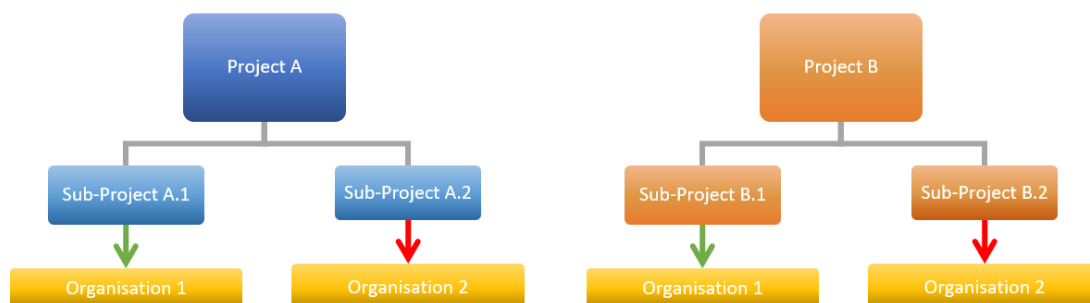 Project A
Project B
Sub-Project A.1
Sub-Project A.2
Sub-Project B.1
Sub-Project B.2
Organisation 1
Organisation 2
Organisation 1
Organisation 2